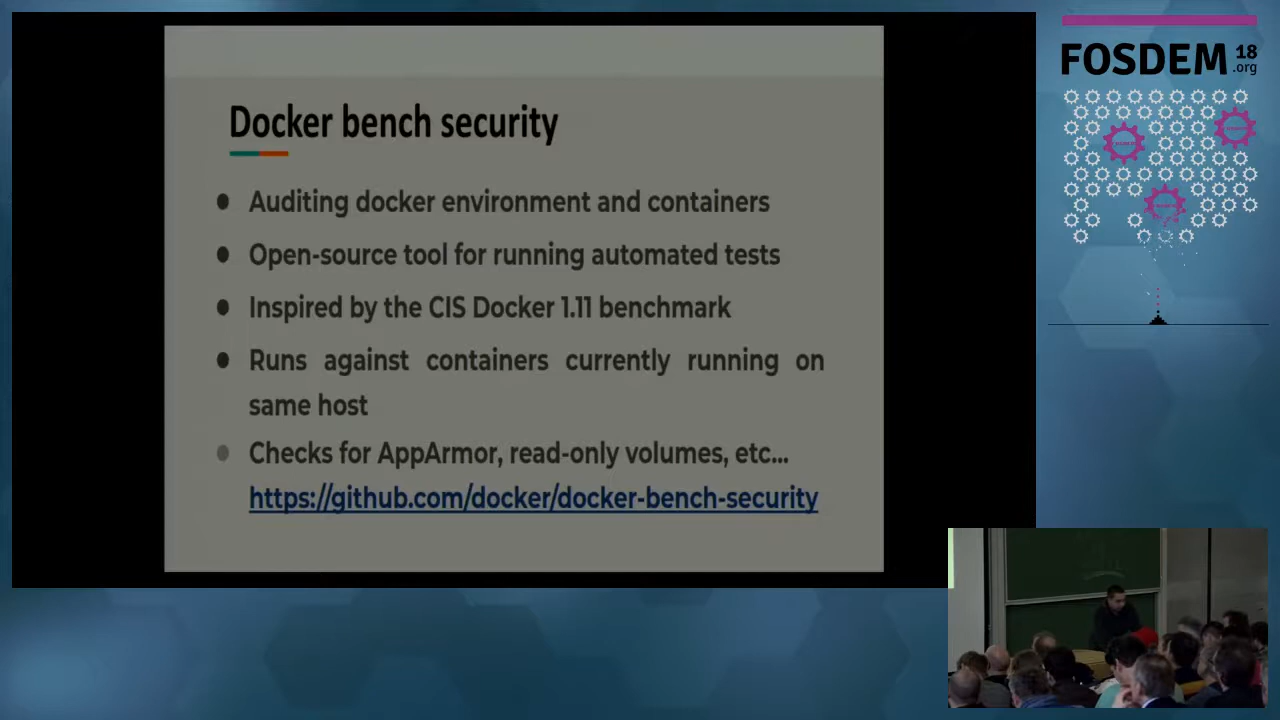 FOSDEM 18
.org
Docker bench security
Auditing docker environment and containers
Open-source tool for running automated tests
Inspired by the CIS Docker 1.11 benchmark
Runs against containers currently running on
same host
Checks for AppArmor, read-only volumes, etc...
https://github.com/docker/docker-bench-security